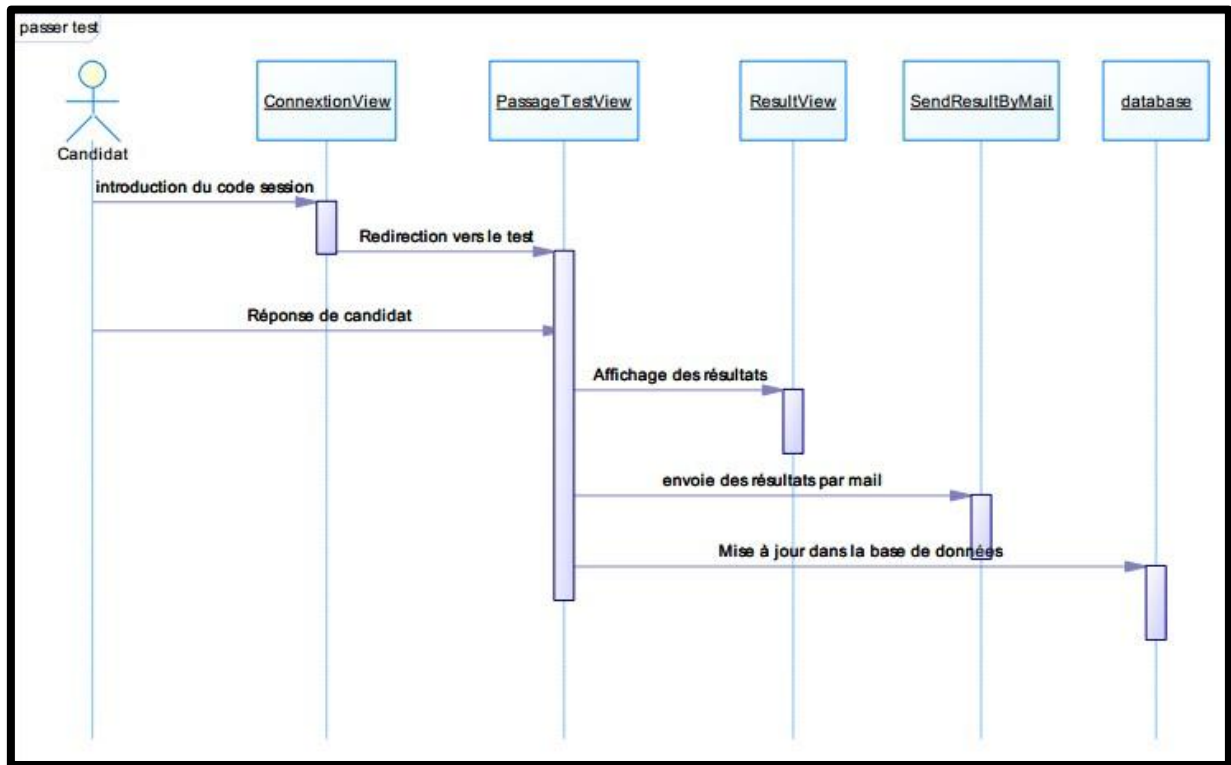 passer test
Candidat
ConnextionView
PassageTestView
ResultView
SendResultByMail
database
introduction du code session
Redirection vers le test
Réponse de candidat
Affichage des résultats
envoie des résultats par mail
Mise à jour dans la base de données